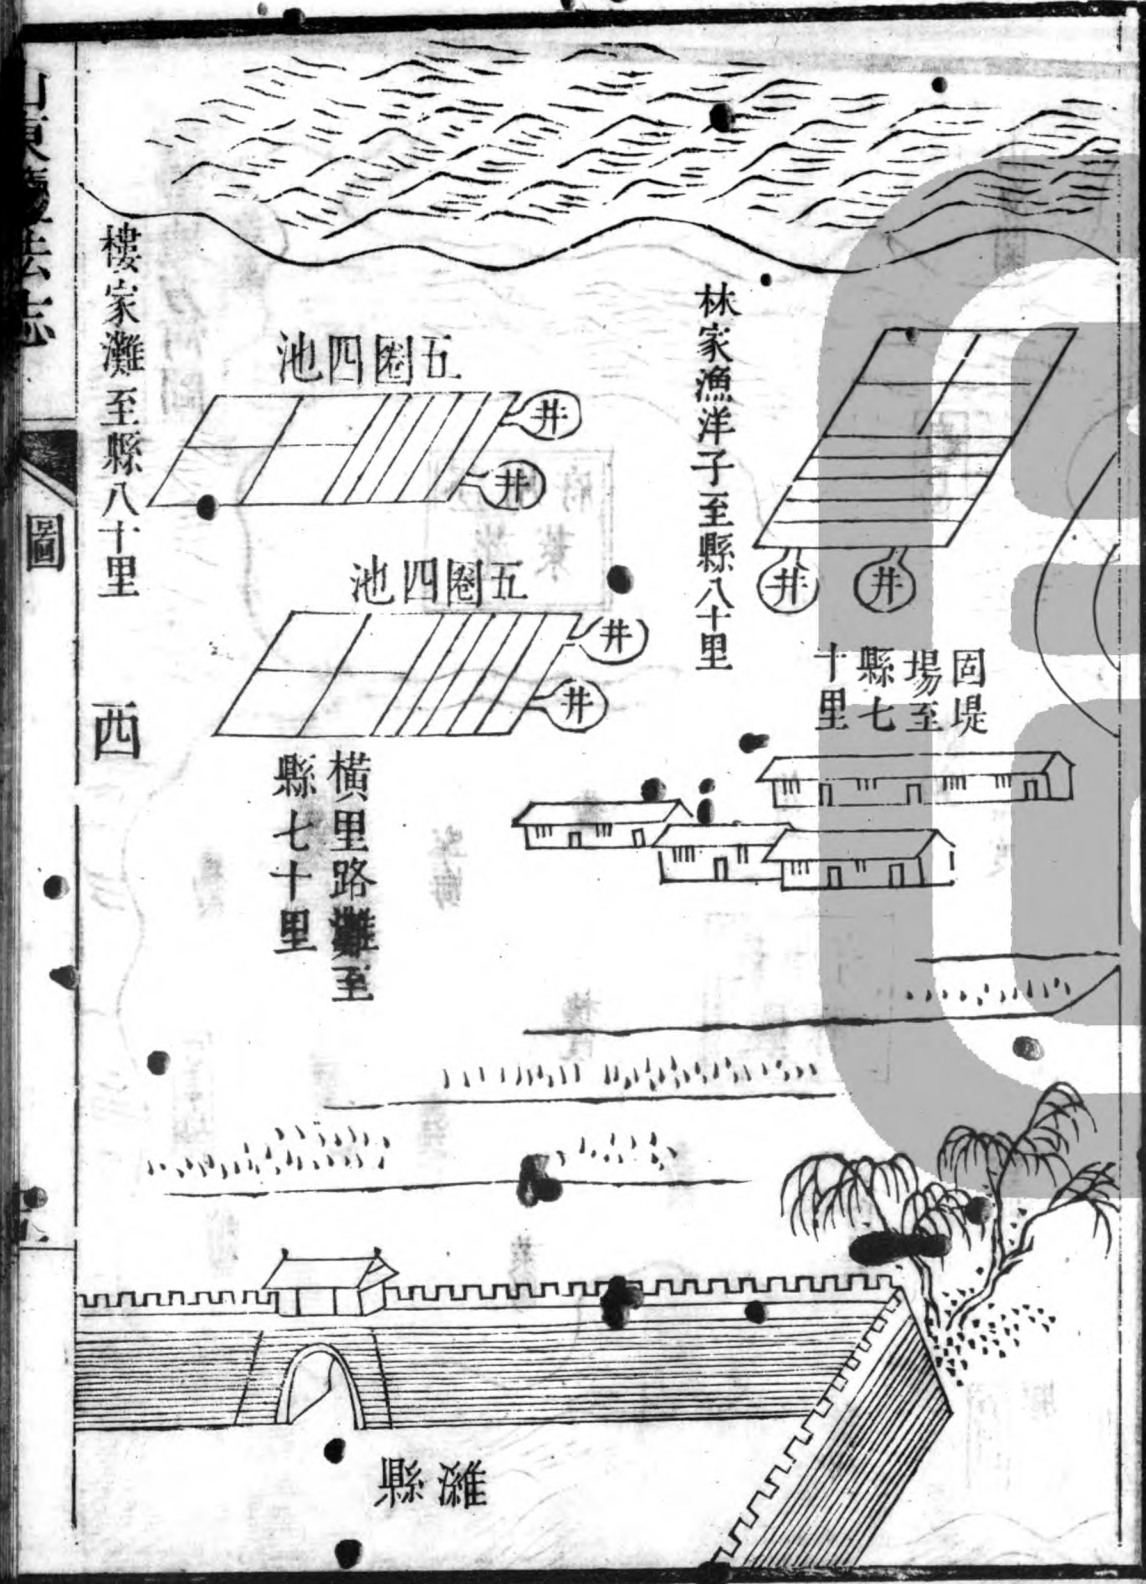 山東鹽法志
圖
固堤
場至
縣七
十里
井
井
林家漁洋子至縣八十里
五圈四池
井
井
五圈四池
井
井
橫里路灘至
縣七十里
樓家灘至縣八十里
西
濰縣